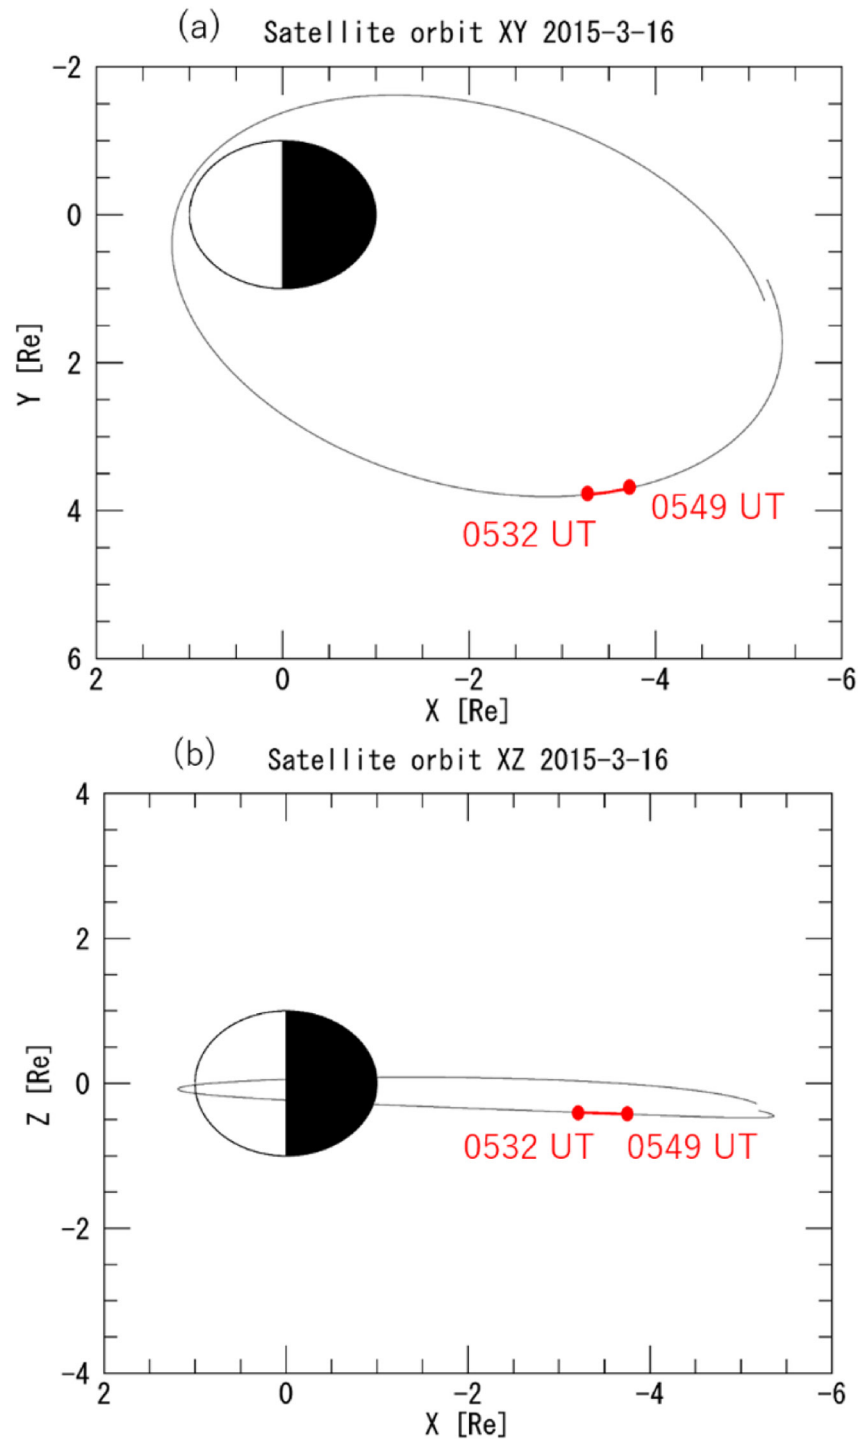 (a) Satellite orbit XY 2015-3-16
-2
0
2
4
6
Y [Re]
0532 UT
0549 UT
2 0 -2 -4 -6
X [Re]
(b) Satellite orbit XZ 2015-3-16
4
2
0
-2
-4
Z [Re]
0532 UT 0549 UT
2 0 -2 -4 -6
X [Re]